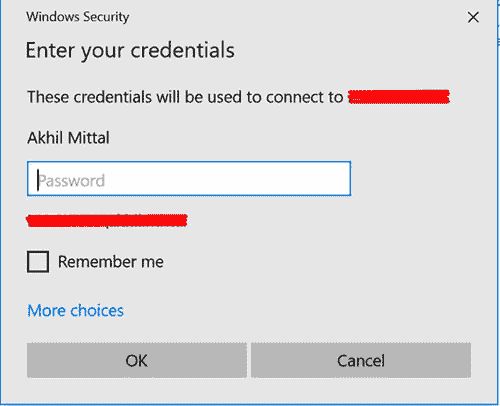 Windows Security
Enter your credentials
These credentials will be used to connect to
Akhil Mittal
Password
Remember me
More choices
OK
Cancel